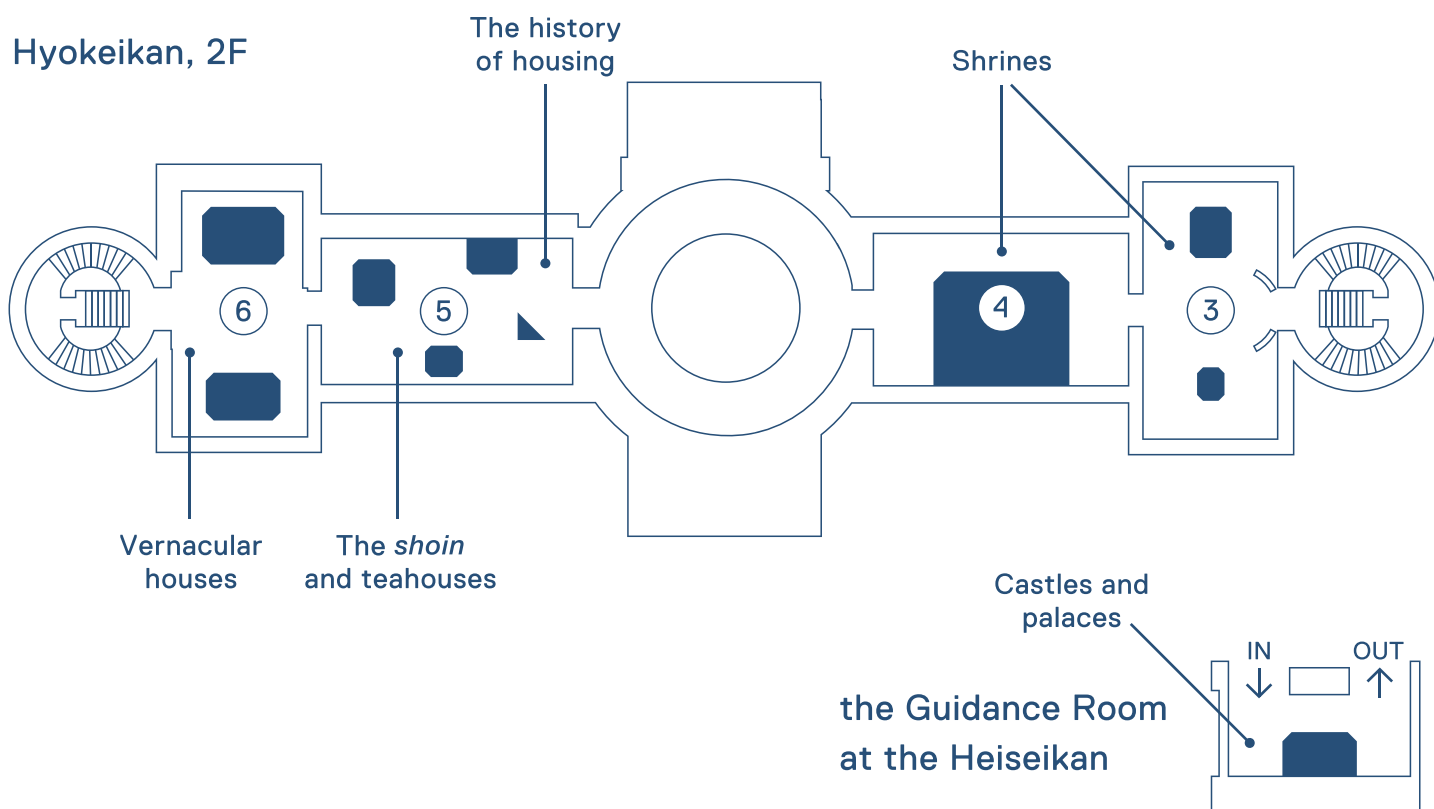 Hyokeikan, 2F
The history
of housing
Shrines
6
5
4
3
Vernacular
houses
The shoin
and teahouses
Castles and
palaces
IN
OUT
the Guidance Room
at the Heiseikan